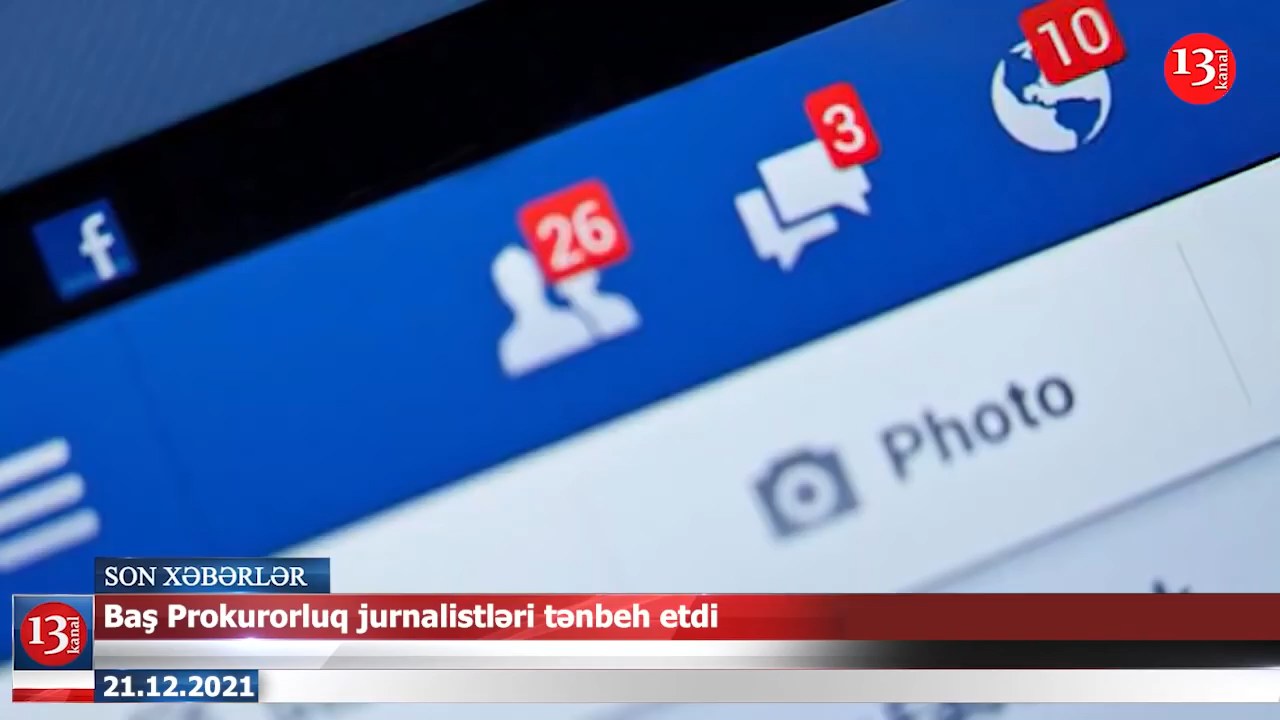 10
13
kanal
3
26
f
Photo
SON XƏBƏRLƏR
Baş Prokurorluq jurnalistləri tənbeh etdi
13
kanal
21.12.2021